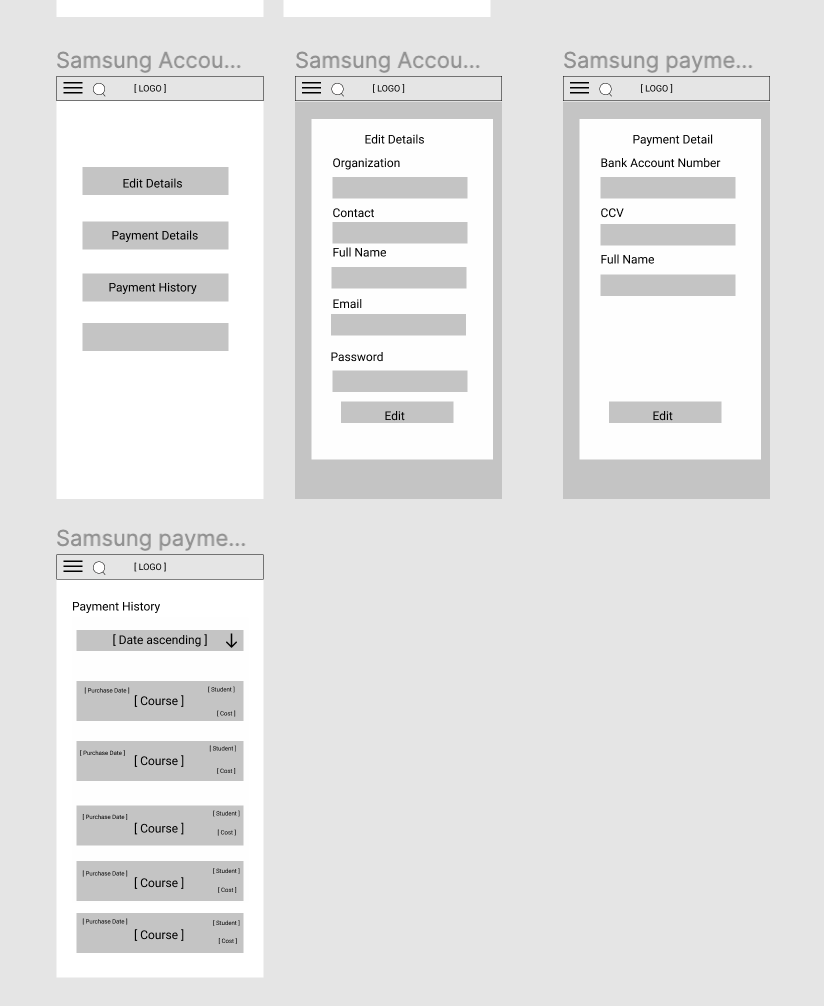 Samsung Accou...
[ LOGO ]
Edit Details
Payment Details
Payment History
Samsung Accou...
[ LOGO ]
Edit Details
Organization
Contact
Full Name
Email
Password
Edit
Samsung payme...
[ LOGO ]
Payment Detail
Bank Account Number
CCV
Full Name
Edit
Samsung payme...
[ LOGO ]
Payment History
[ Date ascending ]
[ Purchase Date ]
[ Course ]
[ Student ]
[ Cost ]
[ Purchase Date ]
[ Course ]
[ Student ]
[ Cost ]
[ Purchase Date ]
[ Course ]
[ Student ]
[ Cost ]
[ Purchase Date ]
[ Course ]
[ Student ]
[ Cost ]
[ Purchase Date ]
[ Course ]
[ Student ]
[ Cost ]